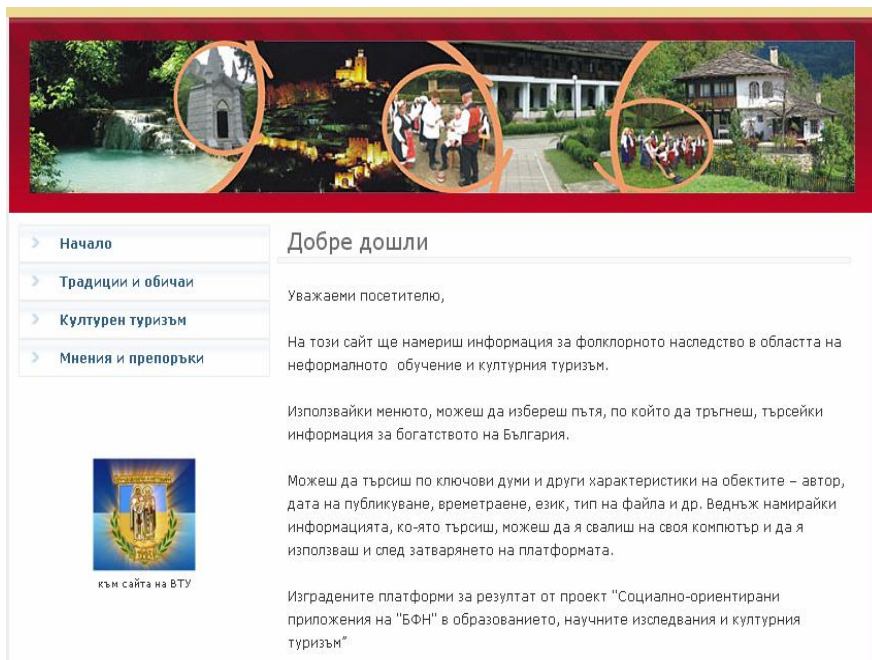 Начало
Традиции и обичаи
Културен туризъм
Мнения и препоръки
към сайта на ВТУ
Добре дошли
Уважаеми посетителю,
На този сайт ще намериш информация за фолклорното наследство в областта на
неформалното обучение и културния туризъм.
Използвайки менюто, можеш да избереш пътя, по който да тръгнеш, търсейки
информация за богатството на България.
Можеш да търсиш по ключови думи и други характеристики на обектите – автор,
дата на публикуване, времетраене, език, тип на файла и др. Веднъж намирайки
информацията, ко-ято търсиш, можеш да я свалиш на своя компютър и да я
използваш и след затварянето на платформата.
Изградените платформи за резултат от проект "Социално-ориентирани
приложения на "БФН" в образованието, научните изследвания и културния
туризъм”